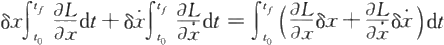 δx∫_{t_0}^{t_f} ∂L/∂x dt + δẋ∫_{t_0}^{t_f} ∂L/∂ẋ dt = ∫_{t_0}^{t_f} (∂L/∂x δx + ∂L/∂ẋ δẋ) dt